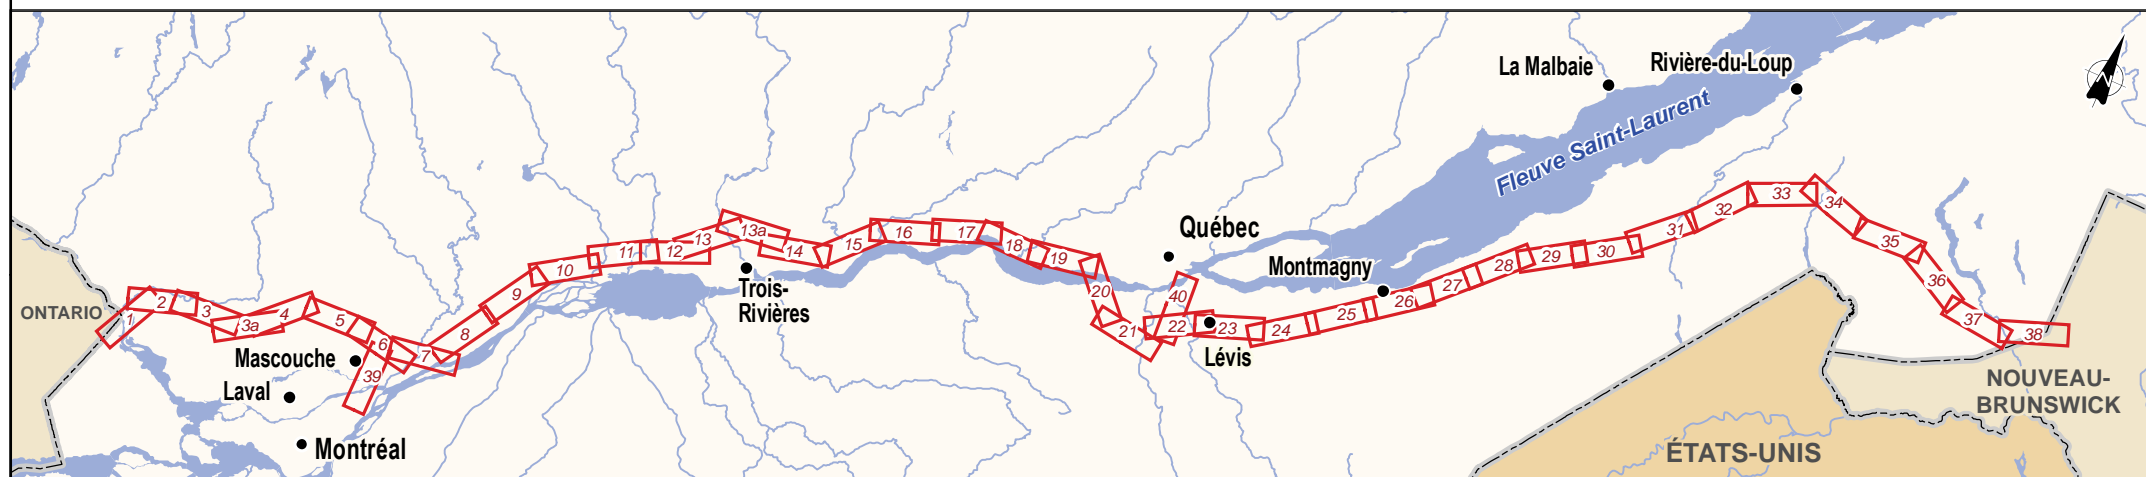 La Malbaie
Rivière-du-Loup
N
Fleuve Saint-Laurent
Québec
Montmagny
ONTARIO
Trois-
Rivières
Mascouche
Laval
Montréal
Lévis
NOUVEAU-
BRUNSWICK
ÉTATS-UNIS
1
2
3
3a
4
5
6
7
8
9
10
11
12
13
13a
14
15
16
17
18
19
20
21
22
23
24
25
26
27
28
29
30
31
32
33
34
35
36
37
38
39
40